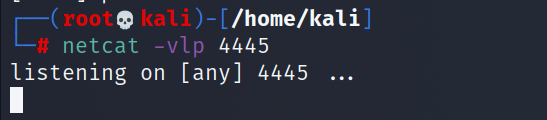 (root💀kali)-[/home/kali]
# netcat -vlp 4445
listening on [any] 4445 ...